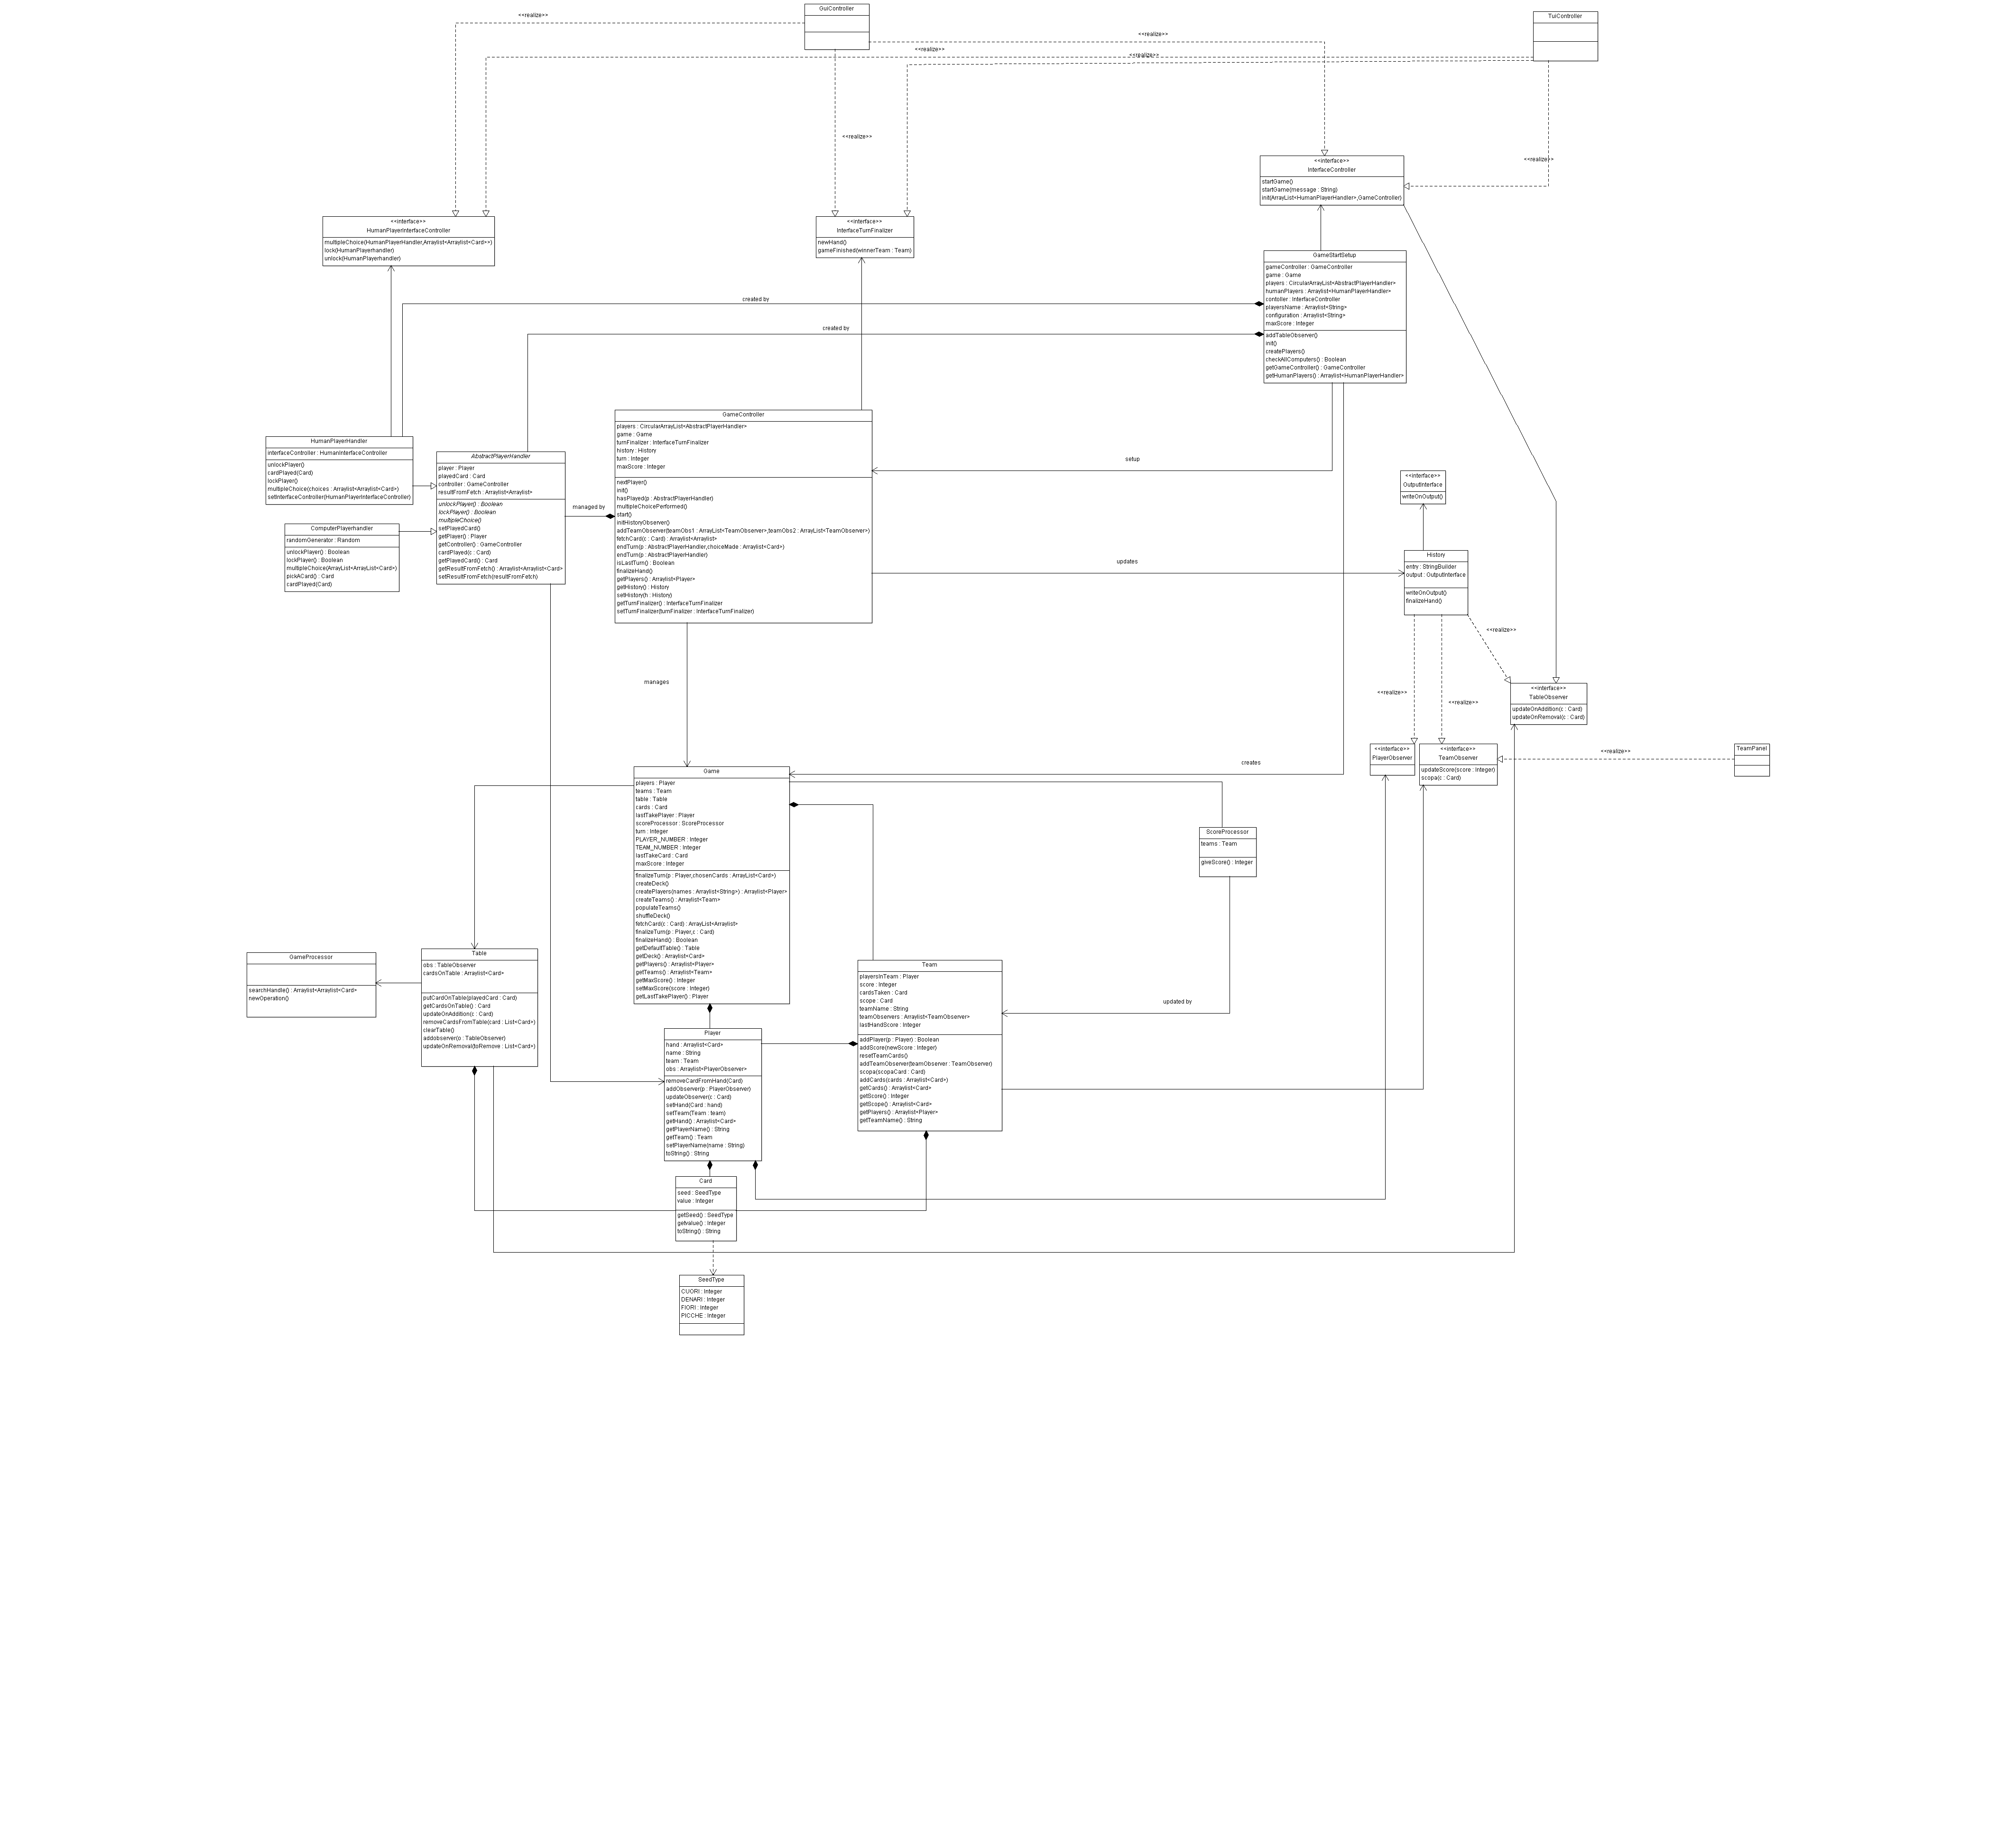 GuiController
TuiController
<<realize>>
<<realize>>
<<realize>>
<<realize>>
<<realize>>
<<realize>>
<<interface>>
InterfaceController
startGame()
startGame(message : String)
init(ArrayList<HumanPlayerHandler>,GameController)
<<interface>>
HumanPlayerInterfaceController
multipleChoice(HumanPlayerHandler,Arraylist<Arraylist<Card>>)
lock(HumanPlayerhandler)
unlock(HumanPlayerhandler)
<<interface>>
InterfaceTurnFinalizer
newHand()
gameFinished(winnerTeam : Team)
GameStartSetup
gameController : GameController
game : Game
players : CircularArrayList<AbstractPlayerHandler>
humanPlayers : Arraylist<HumanPlayerHandler>
contoller : InterfaceController
playersName : Arraylist<String>
configuration : Arraylist<String>
maxScore : Integer
addTableObserver()
init()
createPlayers()
checkAllComputers() : Boolean
getGameController() : GameController
getHumanPlayers() : Arraylist<HumanPlayerHandler>
created by
created by
GameController
players : CircularArrayList<AbstractPlayerHandler>
game : Game
turnFinalizer : InterfaceTurnFinalizer
history : History
turn : Integer
maxScore : Integer
nextPlayer()
init()
hasPlayed(p : AbstractPlayerHandler)
multipleChoicePerformed()
start()
initHistoryObserver()
addTeamObserver(teamObs1 : ArrayList<TeamObserver>,teamObs2 : ArrayList<TeamObserver>)
fetchCard(c : Card) : Arraylist<Arraylist>
endTurn(p : AbstractPlayerHandler,choiceMade : Arraylist<Card>)
endTurn(p : AbstractPlayerHandler)
isLastTurn() : Boolean
finalizeHand()
getPlayers() : Arraylist<Player>
getHistory() : History
setHistory(h : History)
getTurnFinalizer() : InterfaceTurnFinalizer
setTurnFinalizer(turnFinalizer : InterfaceTurnFinalizer)
HumanPlayerHandler
interfaceController : HumanInterfaceController
unlockPlayer()
cardPlayed(Card)
lockPlayer()
multipleChoice(choices : Arraylist<Arraylist<Card>)
setInterfaceController(HumanPlayerInterfaceController)
AbstractPlayerHandler
player : Player
playedCard : Card
controller : GameController
resultFromFetch : Arraylist<Arraylist>
unlockPlayer() : Boolean
lockPlayer() : Boolean
multipleChoice()
setPlayedCard()
getPlayer() : Player
getController() : GameController
cardPlayed(c : Card)
getPlayedCard() : Card
getResultFromFetch() : Arraylist<Arraylist<Card>
setResultFromFetch(resultFromFetch)
ComputerPlayerhandler
randomGenerator : Random
unlockPlayer() : Boolean
lockPlayer() : Boolean
multipleChoice(ArrayList<ArrayList<Card>)
pickACard() : Card
cardPlayed(Card)
managed by
setup
updates
<<interface>>
OutputInterface
writeOnOutput()
History
entry : StringBuilder
output : OutputInterface
writeOnOutput()
finalizeHand()
<<realize>>
<<realize>>
<<realize>>
manages
<<interface>>
TableObserver
updateOnAddition(c : Card)
updateOnRemoval(c : Card)
<<interface>>
PlayerObserver
<<interface>>
TeamObserver
updateScore(score : Integer)
scopa(c : Card)
<<realize>>
TeamPanel
creates
Game
players : Player
teams : Team
table : Table
cards : Card
lastTakePlayer : Player
scoreProcessor : ScoreProcessor
turn : Integer
PLAYER_NUMBER : Integer
TEAM_NUMBER : Integer
lastTakeCard : Card
maxScore : Integer
finalizeTurn(p : Player,chosenCards : ArrayList<Card>)
createDeck()
createPlayers(names : Arraylist<String>) : Arraylist<Player>
createTeams() : Arraylist<Team>
populateTeams()
shuffleDeck()
fetchCard(c : Card) : ArrayList<Arraylist>
finalizeTurn(p : Player,c : Card)
finalizeHand() : Boolean
getDefaultTable() : Table
getDeck() : Arraylist<Card>
getPlayers() : Arraylist<Player>
getTeams() : Arraylist<Team>
getMaxScore() : Integer
setMaxScore(score : Integer)
getLastTakePlayer() : Player
ScoreProcessor
teams : Team
giveScore() : Integer
GameProcessor
searchHandle() : Arraylist<Arraylist<Card>
newOperation()
Table
obs : TableObserver
cardsOnTable : Arraylist<Card>
putCardOnTable(playedCard : Card)
getCardsOnTable() : Card
updateOnAddition(c : Card)
removeCardsFromTable(card : List<Card>)
clearTable()
addobserver(o : TableObserver)
updateOnRemoval(toRemove : List<Card>)
Team
playersInTeam : Player
score : Integer
cardsTaken : Card
scope : Card
teamName : String
teamObservers : Arraylist<TeamObserver>
lastHandScore : Integer
addPlayer(p : Player) : Boolean
addScore(newScore : Integer)
resetTeamCards()
addTeamObserver(teamObserver : TeamObserver)
scopa(scopaCard : Card)
addCards(cards : Arraylist<Card>)
getCards() : Arraylist<Card>
getScore() : Integer
getScope() : Arraylist<Card>
getPlayers() : Arraylist<Player>
getTeamName() : String
updated by
Player
hand : Arraylist<Card>
name : String
team : Team
obs : Arraylist<PlayerObserver>
removeCardFromHand(Card)
addObserver(p : PlayerObserver)
updateObserver(c : Card)
setHand(Card : hand)
setTeam(Team : team)
getHand() : Arraylist<Card>
getPlayerName() : String
getTeam() : Team
setPlayerName(name : String)
toString() : String
Card
seed : SeedType
value : Integer
getSeed() : SeedType
getvalue() : Integer
toString() : String
SeedType
CUORI : Integer
DENARI : Integer
FIORI : Integer
PICCHE : Integer